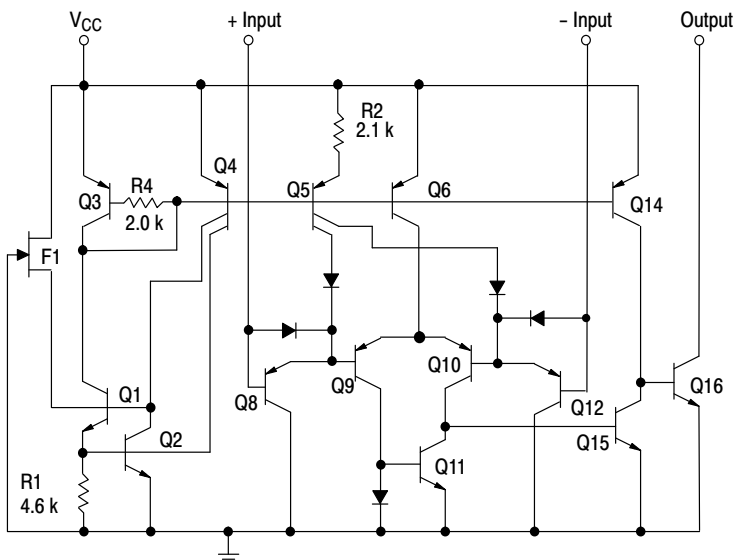 VCC
+ Input
– Input
Output
R2
2.1 k
Q4
R4
Q3
2.0 k
Q5
Q6
Q14
F1
Q1
Q8
Q9
Q10
Q12
Q16
Q2
Q15
Q11
R1
4.6 k